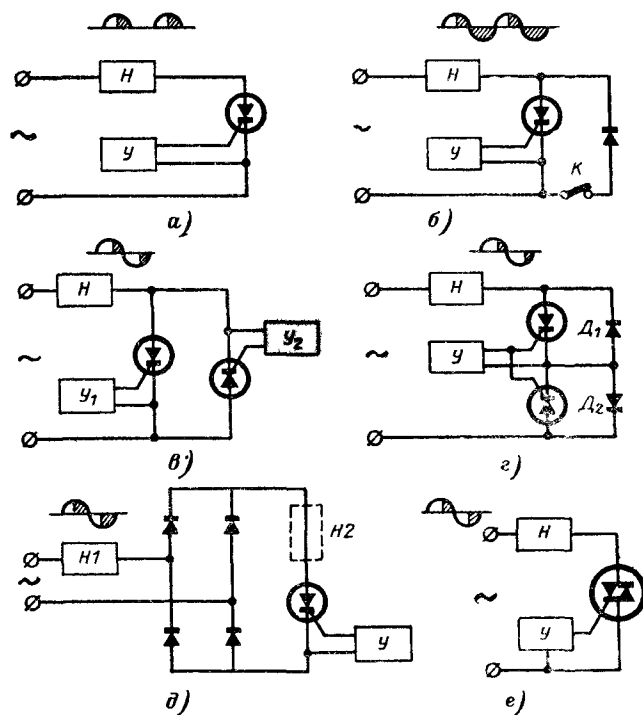 Н
У
~
а)
Н
У
~
К
б)
Н
У₁
У₂
~
в)
Н
У
~
Д₁
Д₂
г)
Н1
Н2
У
~
д)
Н
У
~
е)